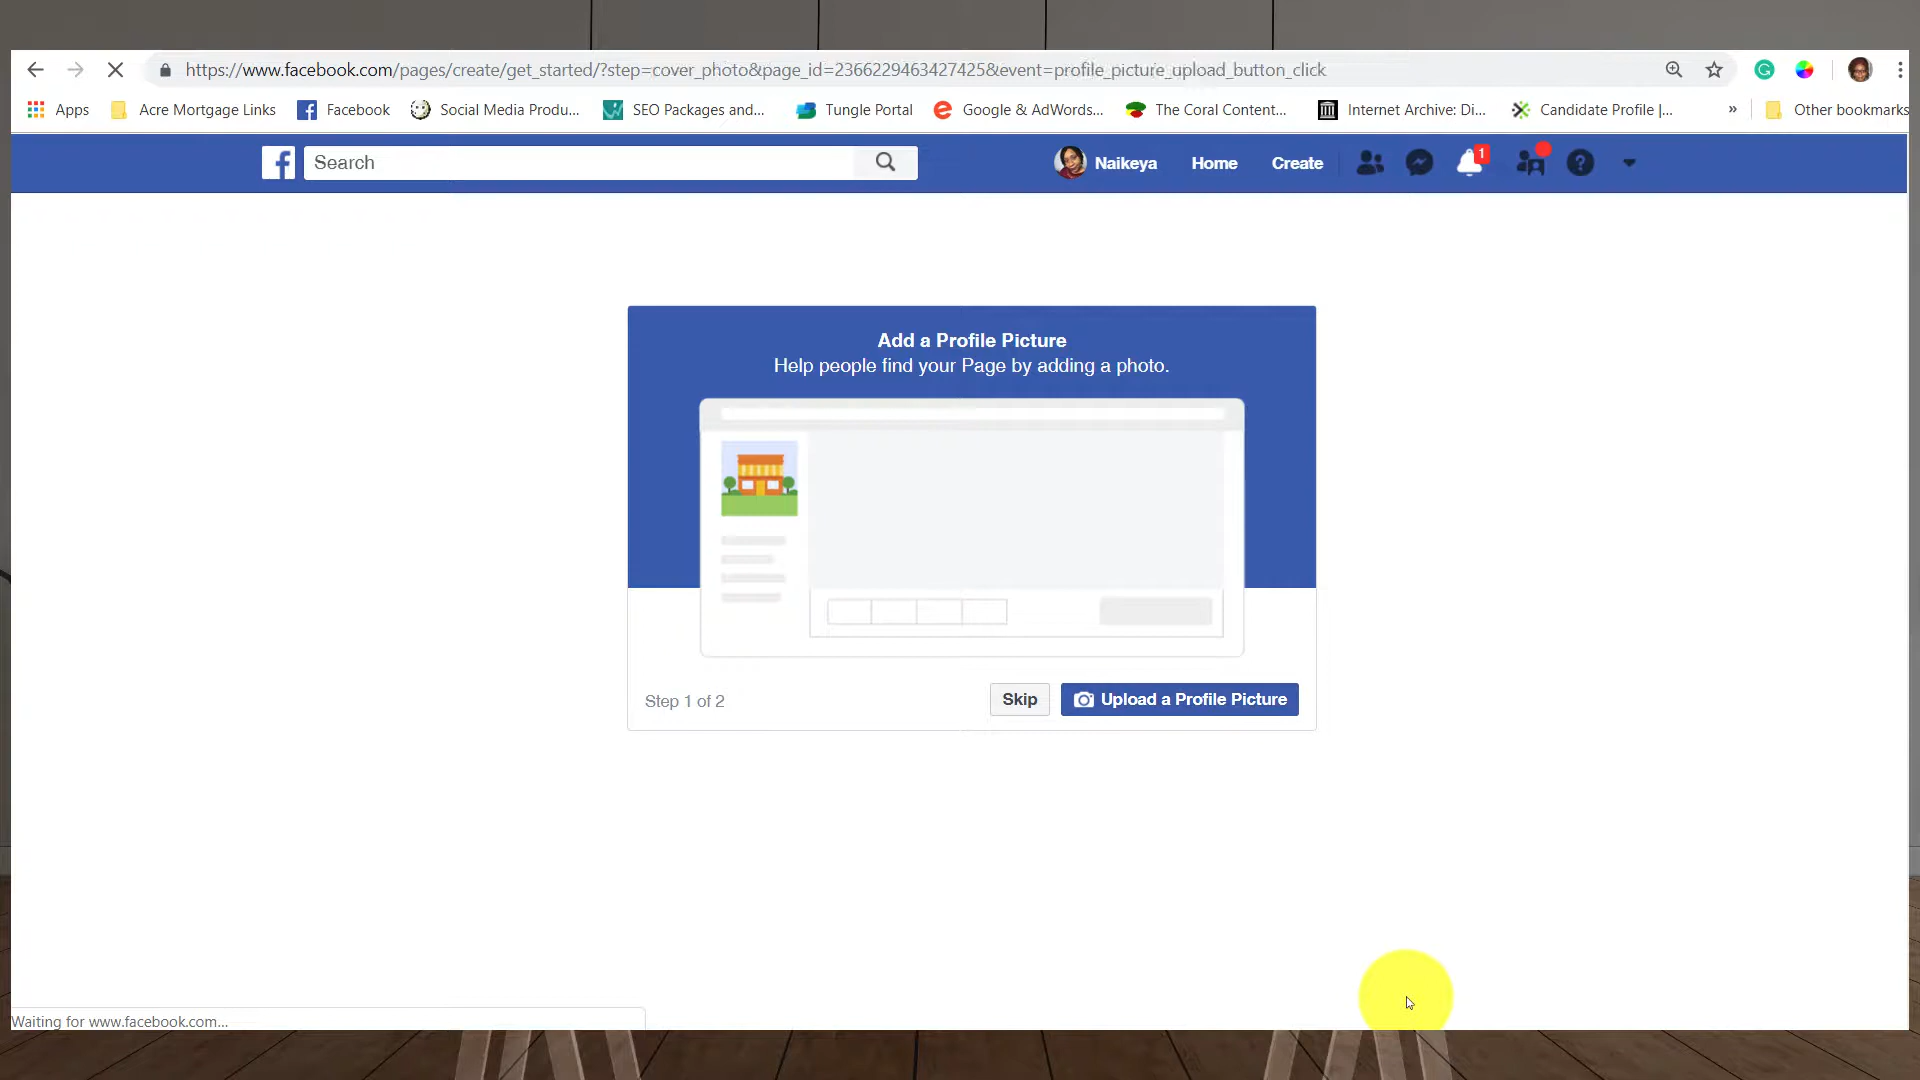 https://www.facebook.com/pages/create/get_started/?step=cover_photo&page_id=2366229463427425&event=profile_picture_upload_button_click
Apps Acre Mortgage Links Facebook Social Media Produ... SEO Packages and... Tungle Portal Google & AdWords... The Coral Content... Internet Archive: Di... Candidate Profile |... » Other bookmarks
Search Naikeya Home Create 1
Add a Profile Picture
Help people find your Page by adding a photo.
Step 1 of 2 Skip Upload a Profile Picture
Waiting for www.facebook.com...